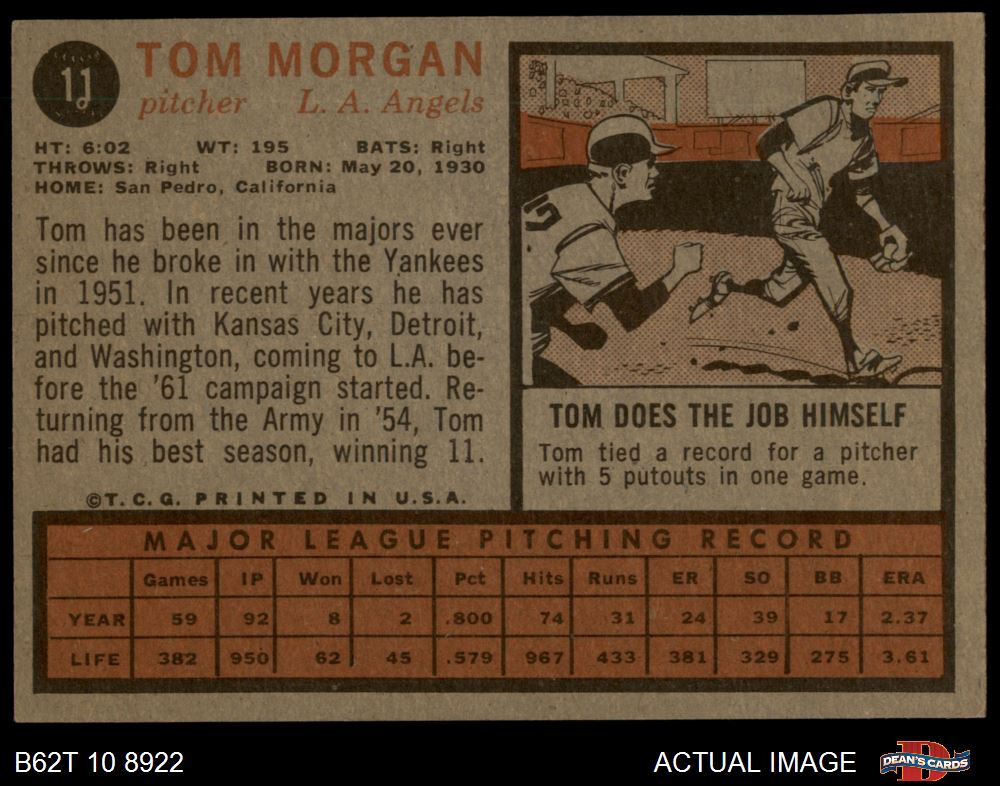 11
TOM MORGAN
pitcher L. A. Angels
HT: 6:02 WT: 195 BATS: Right
THROWS: Right BORN: May 20, 1930
HOME: San Pedro, California
Tom has been in the majors ever
since he broke in with the Yankees
in 1951. In recent years he has
pitched with Kansas City, Detroit,
and Washington, coming to L.A. be-
fore the '61 campaign started. Re-
turning from the Army in '54, Tom
had his best season, winning 11.
©T.C.G. PRINTED IN U.S.A.
15
TOM DOES THE JOB HIMSELF
Tom tied a record for a pitcher
with 5 putouts in one game.
MAJOR LEAGUE PITCHING RECORD
Games IP Won Lost Pct Hits Runs ER SO BB ERA
YEAR 59 92 8 2 .800 74 31 24 39 17 2.37
LIFE 382 950 62 45 .579 967 433 381 329 275 3.61
B62T 10 8922 ACTUAL IMAGE
D
DEAN'S CARDS